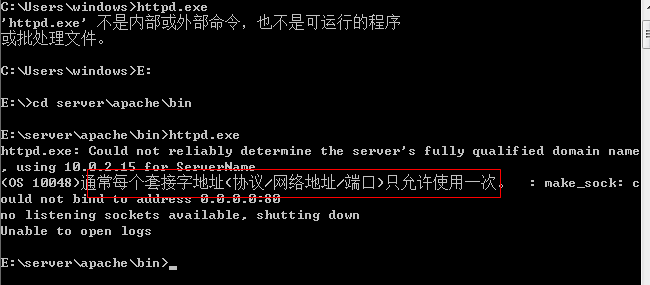 C:\Users\windows>httpd.exe
'httpd.exe' 不是内部或外部命令，也不是可运行的程序
或批处理文件。
C:\Users\windows>E:
E:\>cd server\apache\bin
E:\server\apache\bin>httpd.exe
httpd.exe: Could not reliably determine the server's fully qualified domain name
, using 10.0.2.15 for ServerName
(OS 10048)通常每个套接字地址(协议/网络地址/端口)只允许使用一次。 : make_sock: c
ould not bind to address 0.0.0.0:80
no listening sockets available, shutting down
Unable to open logs
E:\server\apache\bin>_